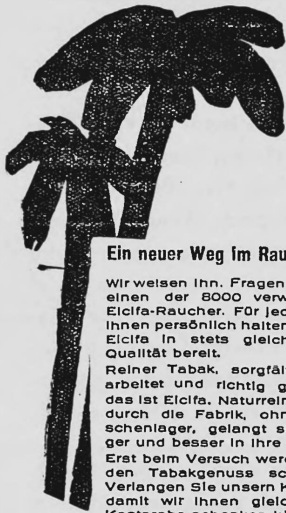 Ein neuer Weg im Rau
Wir weisen Ihn. Fragen
einen der 8000 verw
Elcifa-Raucher. Für jed
Ihnen persönlich halten
Elcifa in stets gleich
Qualität bereit.
Reiner Tabak, sorgfäl
arbeitet und richtig g
das ist Elcifa. Naturrein
durch die Fabrik, ohn
schenlager, gelangt s
ger und besser in Ihre
Erst beim Versuch werd
den Tabakgenuss sc
Verlangen Sie unsern K
damit wir Ihnen gleic